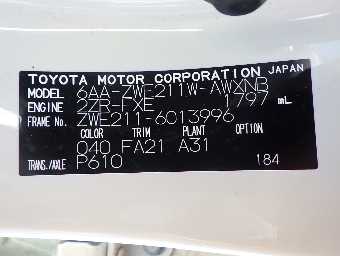 TOYOTA MOTOR CORPORATION JAPAN
MODEL 6AA-ZWE211W-AWXNB
ENGINE 2ZR-FXE 1797 mL
FRAME No. ZWE211-6013996
COLOR TRIM PLANT OPTION
040 FA21 A31
TRANS./AXLE P610 184